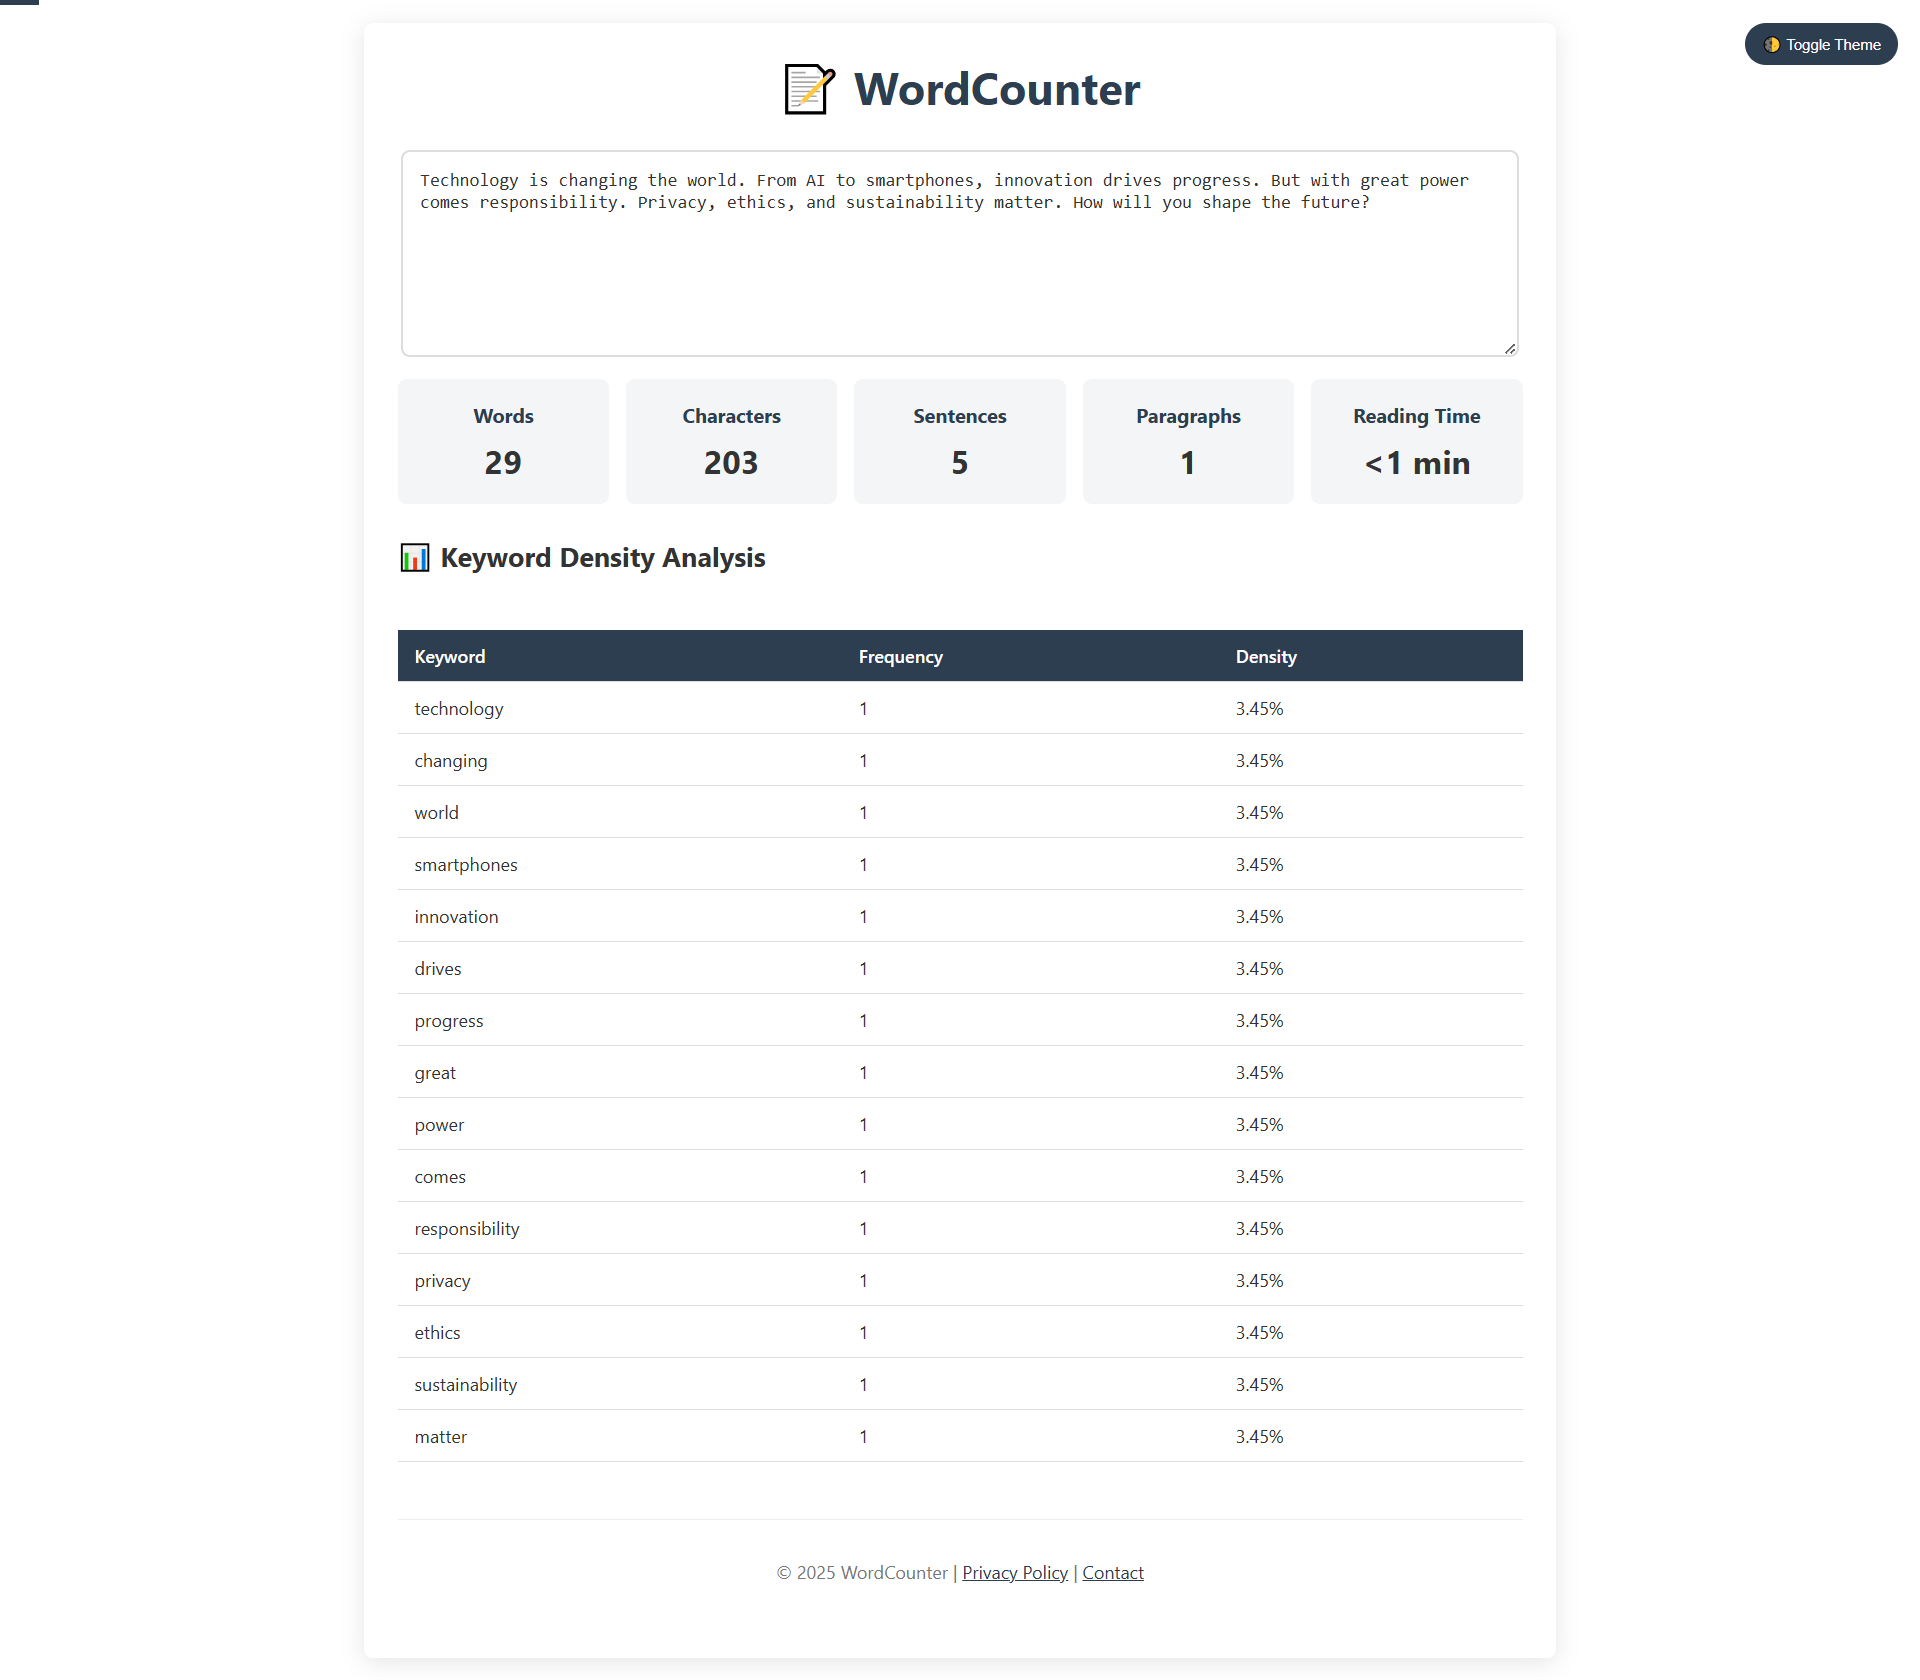 🌓 Toggle Theme
📝 WordCounter
Technology is changing the world. From AI to smartphones, innovation drives progress. But with great power
comes responsibility. Privacy, ethics, and sustainability matter. How will you shape the future?
Words Characters Sentences Paragraphs Reading Time
29 203 5 1 <1 min
📊 Keyword Density Analysis
Keyword Frequency Density
technology 1 3.45%
changing 1 3.45%
world 1 3.45%
smartphones 1 3.45%
innovation 1 3.45%
drives 1 3.45%
progress 1 3.45%
great 1 3.45%
power 1 3.45%
comes 1 3.45%
responsibility 1 3.45%
privacy 1 3.45%
ethics 1 3.45%
sustainability 1 3.45%
matter 1 3.45%
© 2025 WordCounter | Privacy Policy | Contact